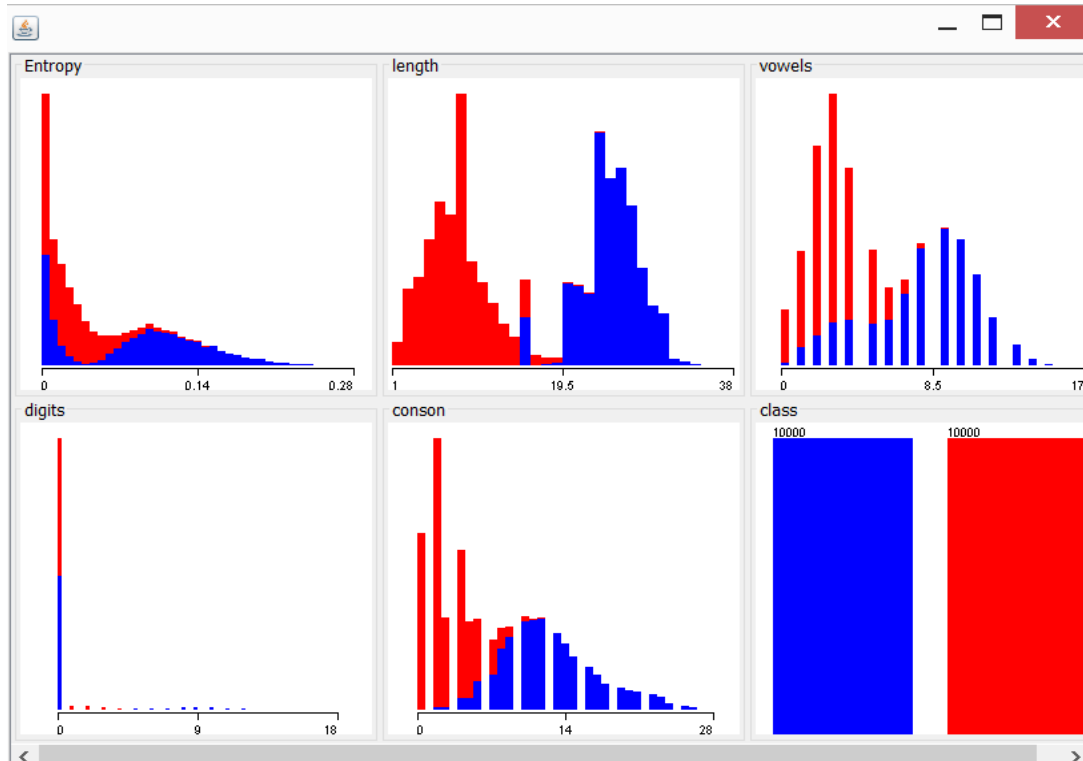 Entropy
length
vowels
0
0.14
0.28
1
19.5
38
0
8.5
17
digits
conson
class
10000
10000
0
9
18
0
14
28